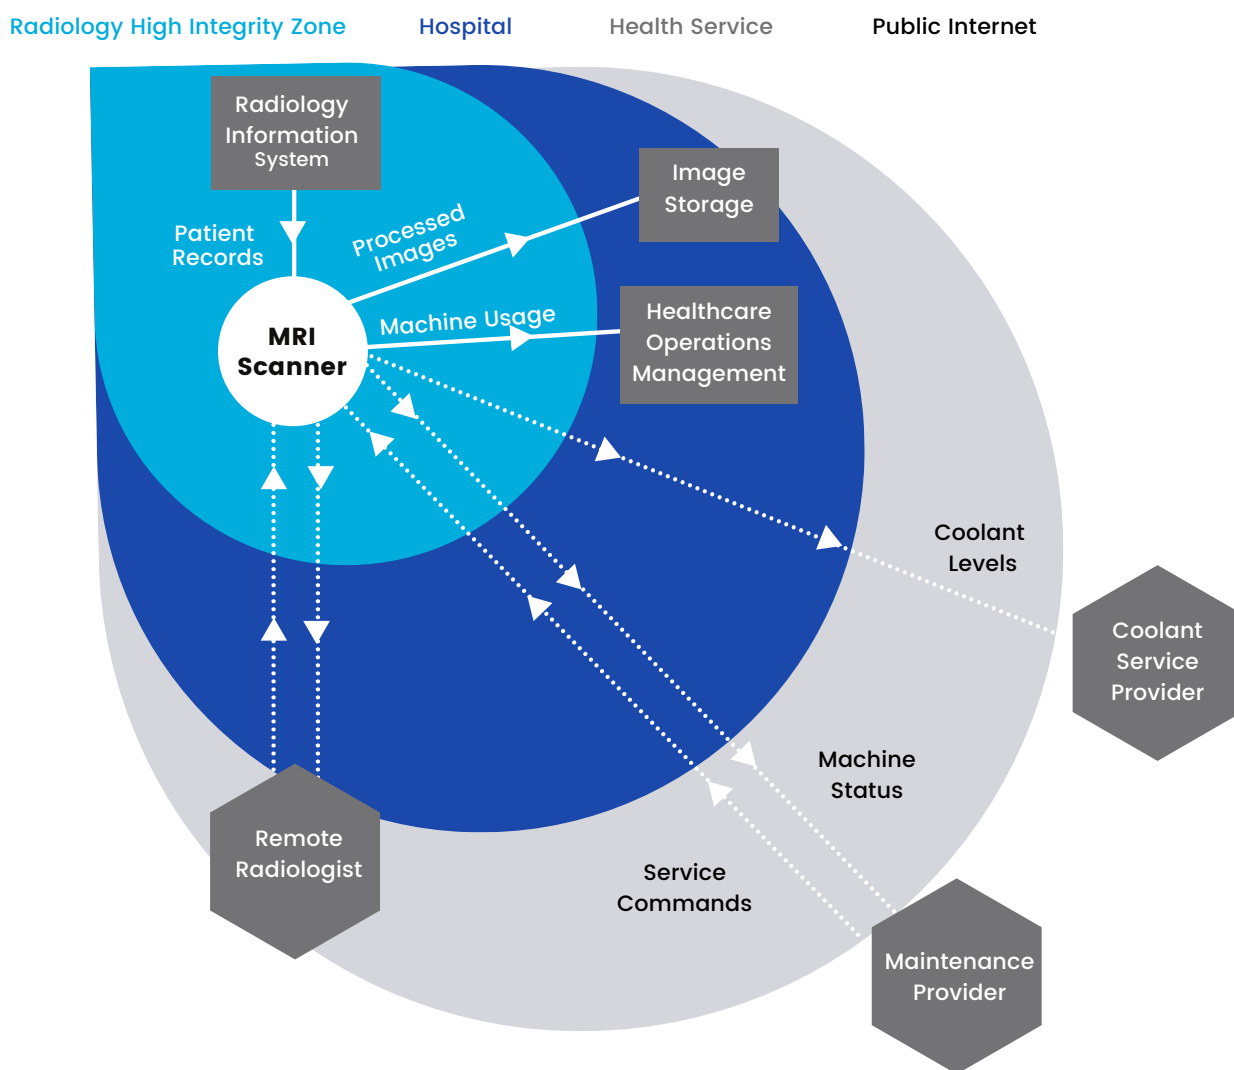 Radiology High Integrity Zone
Hospital
Health Service
Public Internet
Radiology
Information
System
Patient
Records
Processed
Images
Image
Storage
MRI
Scanner
Machine Usage
Healthcare
Operations
Management
Coolant
Levels
Coolant
Service
Provider
Machine
Status
Service
Commands
Remote
Radiologist
Maintenance
Provider